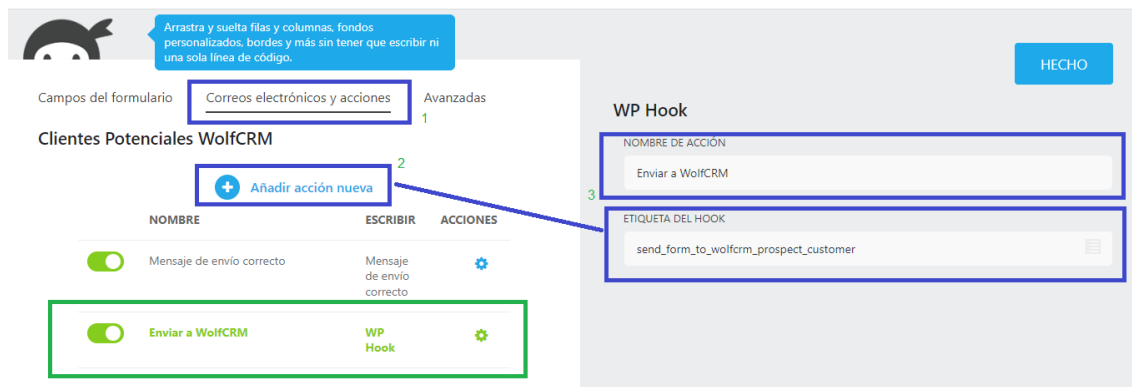 Arrastra y suelta filas y columnas, fondos
personalizados, bordes y más sin tener que escribir ni
una sola línea de código.
HECHO
Campos del formulario Correos electrónicos y acciones Avanzadas
1
WP Hook
Clientes Potenciales WolfCRM
NOMBRE DE ACCIÓN
2
Enviar a WolfCRM
Añadir acción nueva
3
NOMBRE ESCRIBIR ACCIONES
ETIQUETA DEL HOOK
send_form_to_wolfcrm_prospect_customer
Mensaje de envío correcto
Mensaje
de envío
correcto
Enviar a WolfCRM
WP
Hook